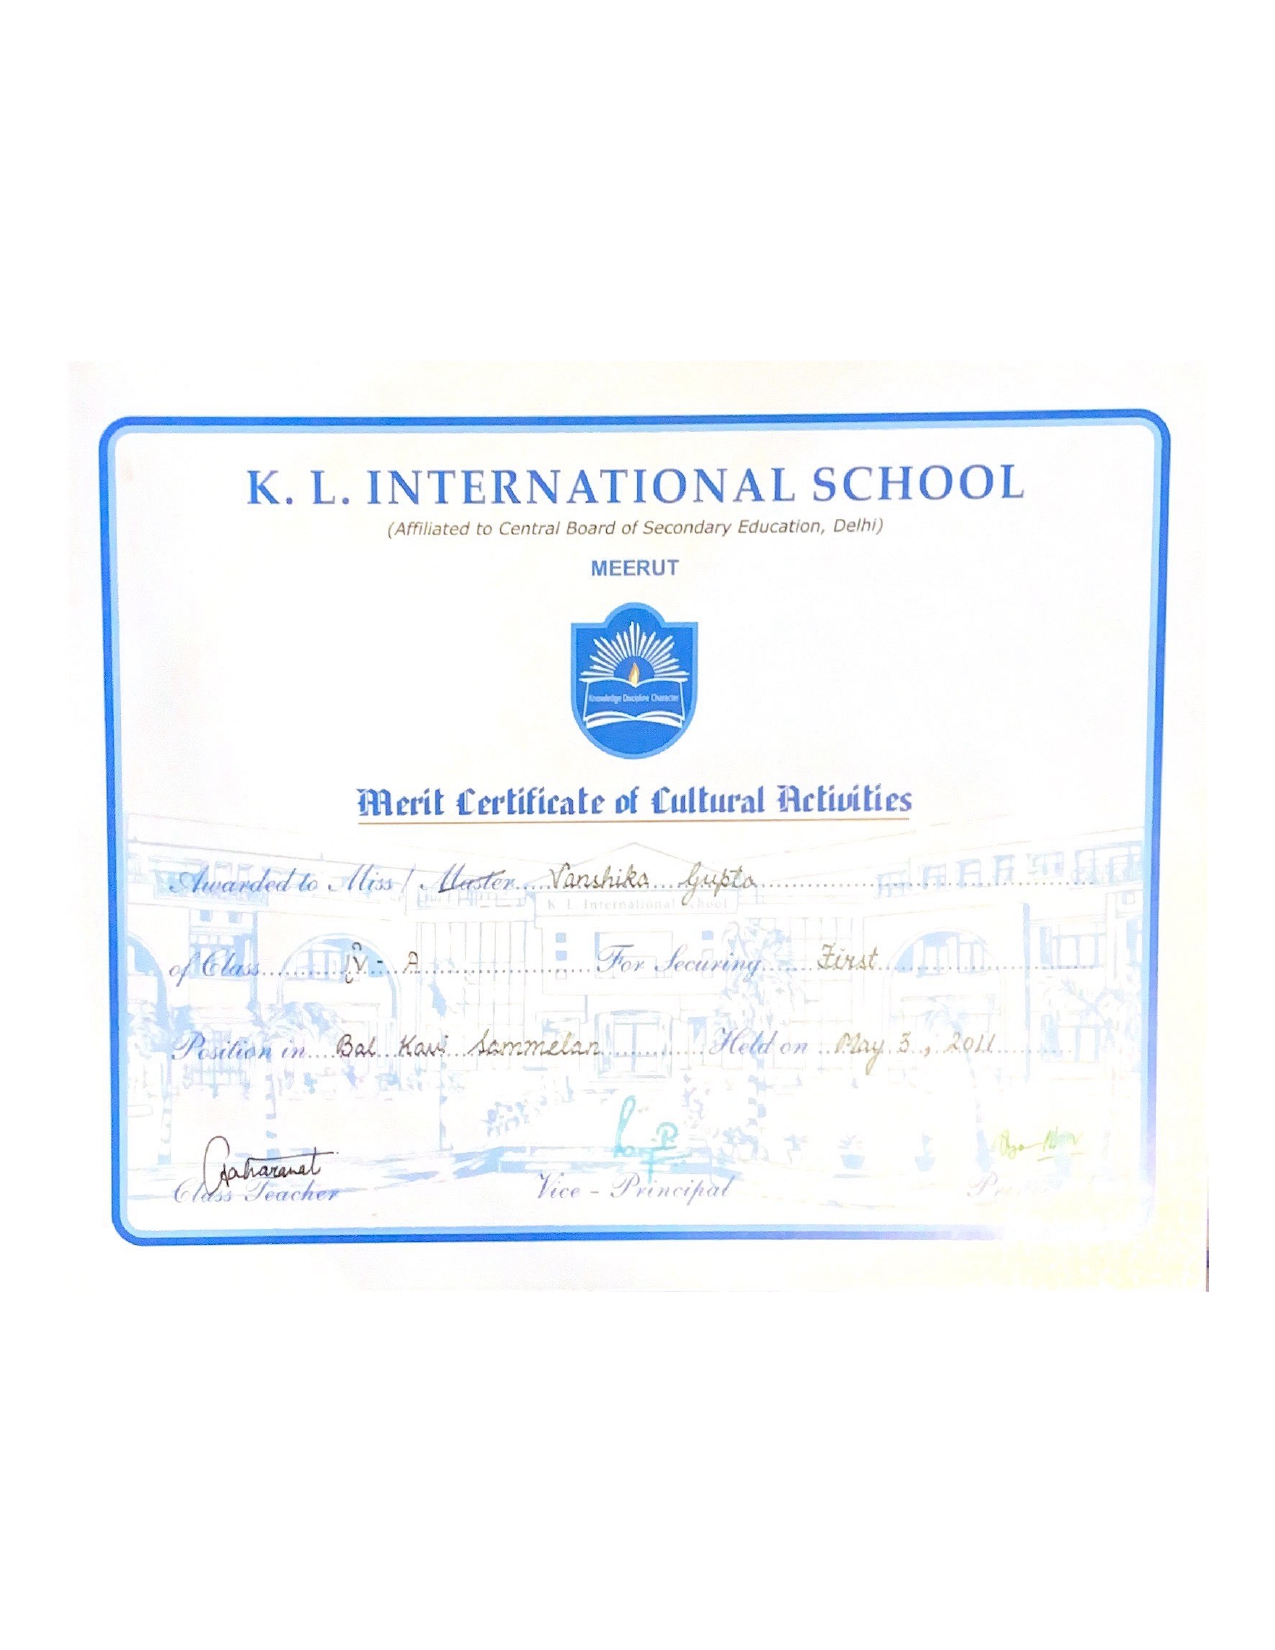 K. L. INTERNATIONAL SCHOOL
(Affiliated to Central Board of Secondary Education, Delhi)
MEERUT
Knowledge Discipline Character
Merit Certificate of Cultural Activities
Awarded to Miss / Master Vanshika Gupta
K. L. International School
of Class IV - A For Securing First
Position in Bal Kavi Sammelan Held on May 3, 2011
Class Teacher Vice - Principal